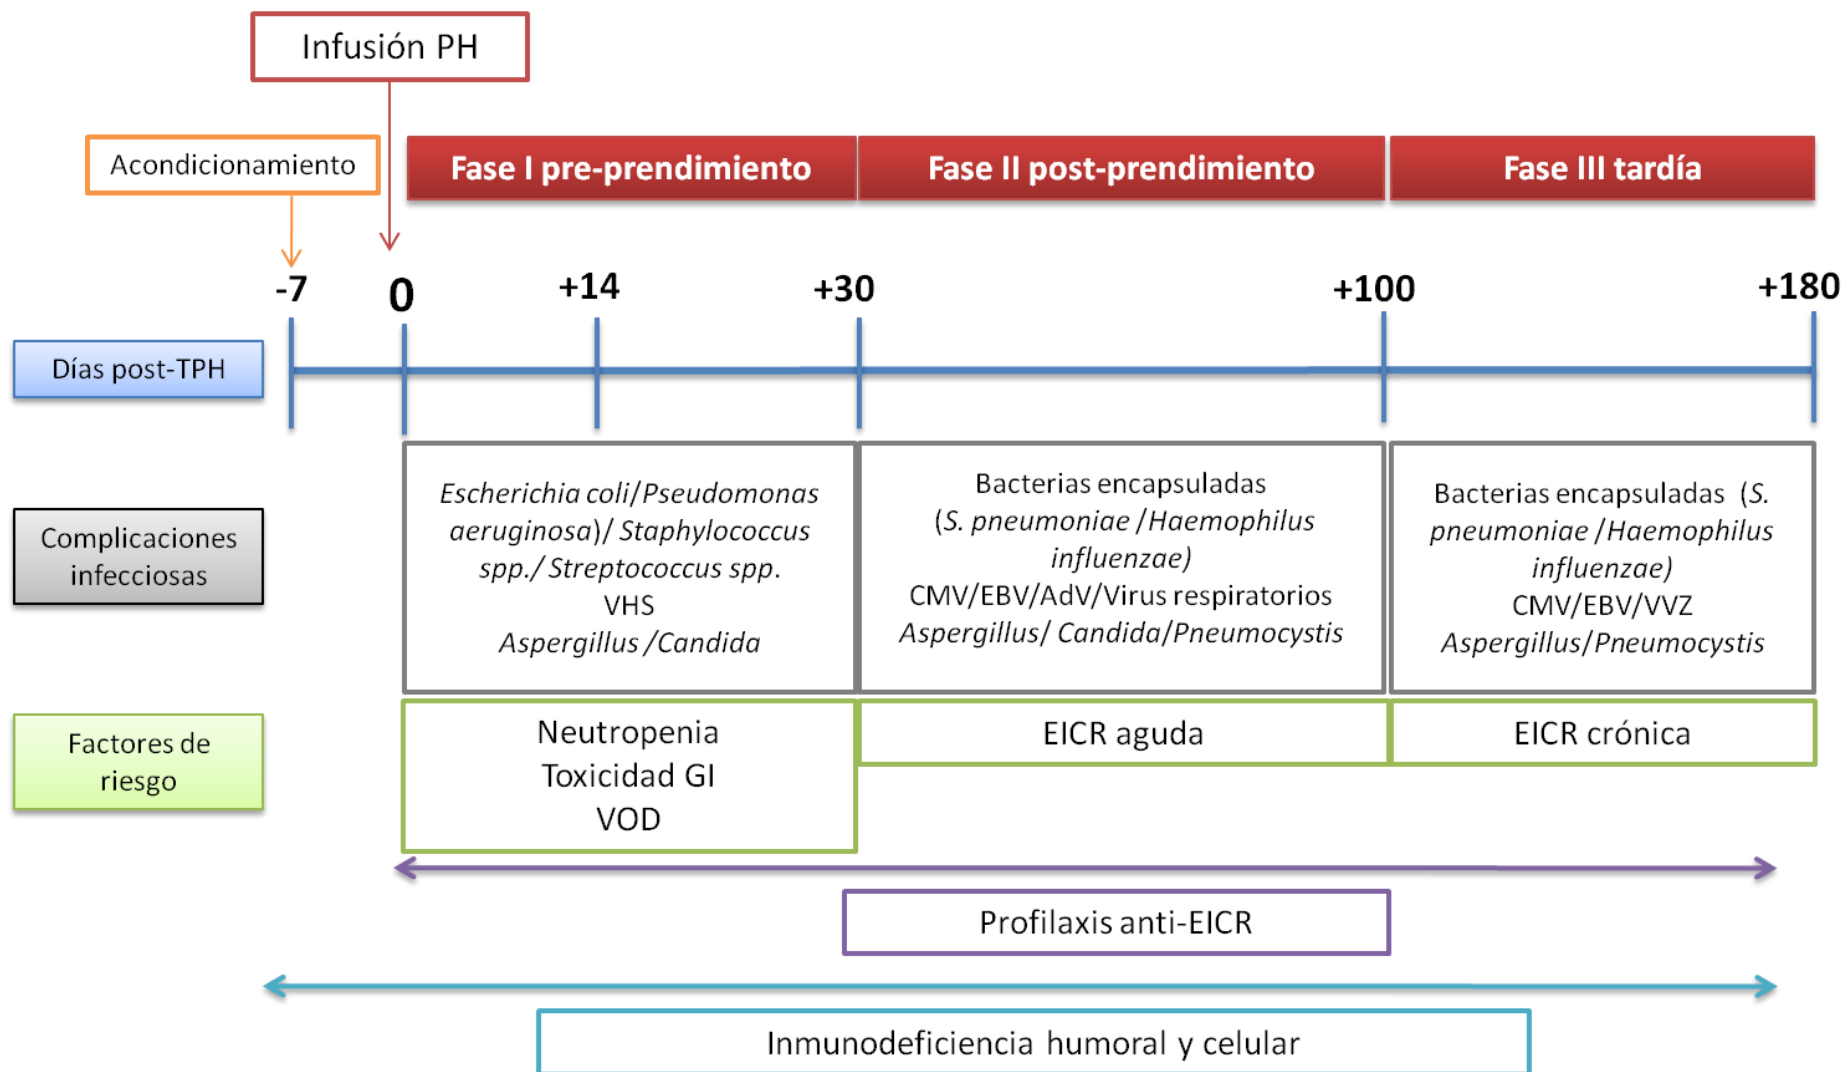 Infusión PH
Acondicionamiento
Fase I pre-prendimiento
Fase II post-prendimiento
Fase III tardía
-7
0
+14
+30
+100
+180
Días post-TPH
Complicaciones
infecciosas
Escherichia coli/Pseudomonas
aeruginosa)/ Staphylococcus
spp./ Streptococcus spp.
VHS
Aspergillus /Candida
Bacterias encapsuladas
(S. pneumoniae /Haemophilus
influenzae)
CMV/EBV/AdV/Virus respiratorios
Aspergillus/ Candida/Pneumocystis
Bacterias encapsuladas (S.
pneumoniae /Haemophilus
influenzae)
CMV/EBV/VVZ
Aspergillus/Pneumocystis
Factores de
riesgo
Neutropenia
Toxicidad GI
VOD
EICR aguda
EICR crónica
Profilaxis anti-EICR
Inmunodeficiencia humoral y celular